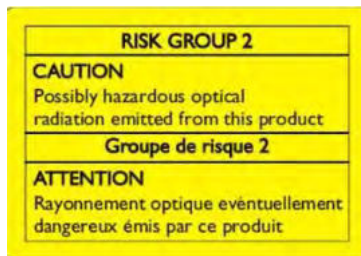 RISK GROUP 2
CAUTION
Possibly hazardous optical
radiation emitted from this product
Groupe de risque 2
ATTENTION
Rayonnement optique evèntuellement
dangereux émis par ce produit